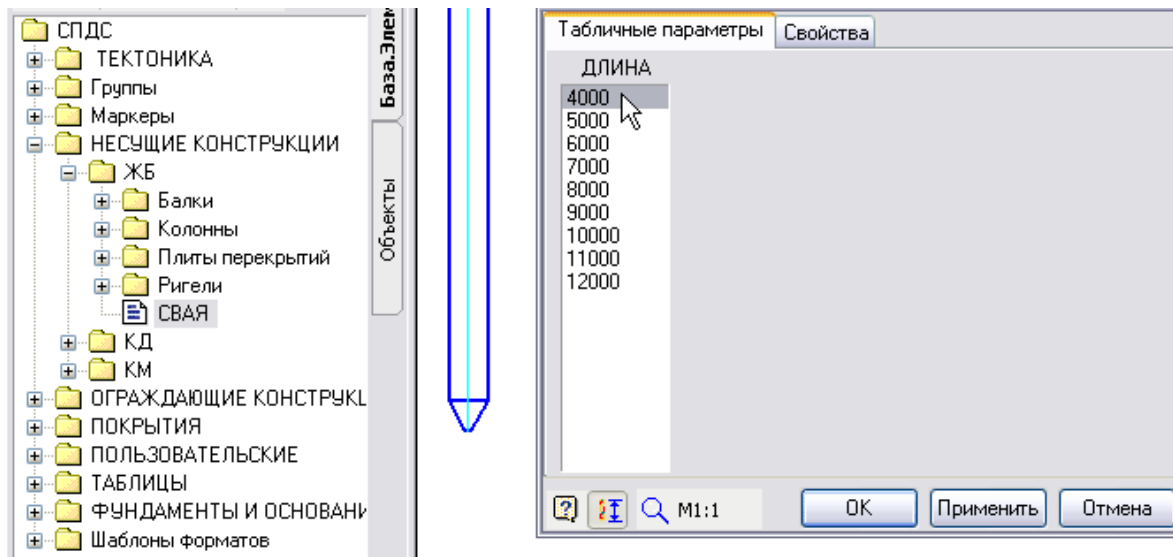 СПДС
ТЕКТОНИКА
Группы
Маркеры
НЕСУЩИЕ КОНСТРУКЦИИ
ЖБ
Балки
Колонны
Плиты перекрытий
Ригели
СВАЯ
КД
КМ
ОГРАЖДАЮЩИЕ КОНСТРУКЦ
ПОКРЫТИЯ
ПОЛЬЗОВАТЕЛЬСКИЕ
ТАБЛИЦЫ
ФУНДАМЕНТЫ И ОСНОВАНИ
Шаблоны форматов
База.Элем
Объекты
Табличные параметры
Свойства
ДЛИНА
4000
5000
6000
7000
8000
9000
10000
11000
12000
М1:1
ОК
Применить
Отмена